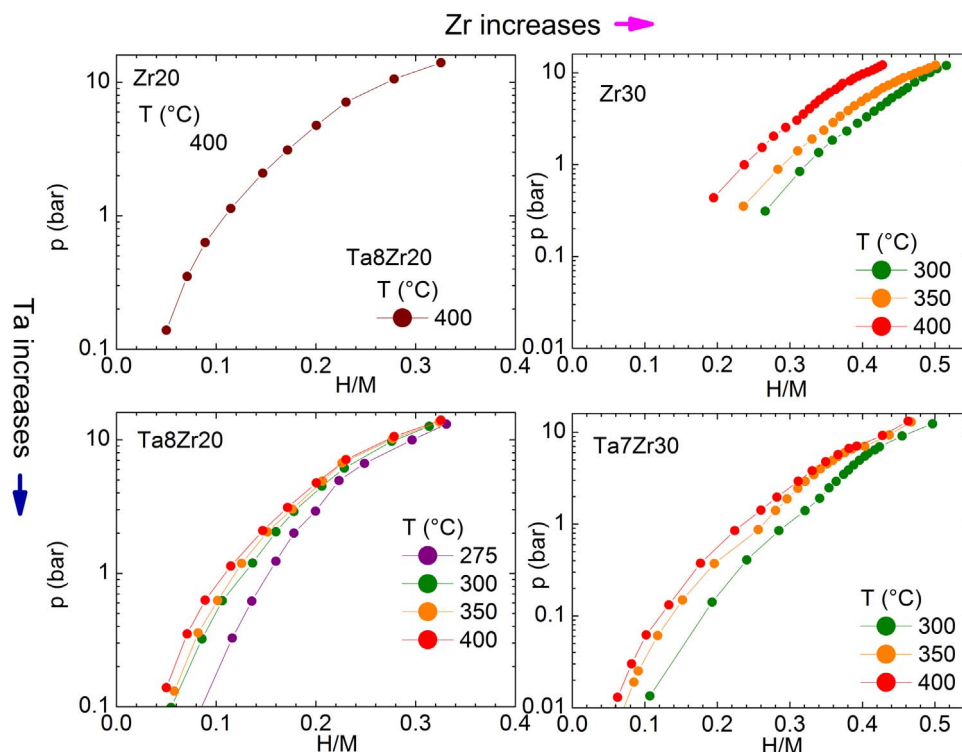 Zr increases
Ta increases
Zr20
T (°C)
400
Ta8Zr20
T (°C)
400
10
1
0.1
p (bar)
0.0 0.1 0.2 0.3 0.4
H/M
Zr30
T (°C)
300
350
400
10
1
0.1
0.01
p (bar)
0.0 0.1 0.2 0.3 0.4 0.5
H/M
Ta8Zr20
T (°C)
275
300
350
400
10
1
0.1
p (bar)
0.0 0.1 0.2 0.3 0.4
H/M
Ta7Zr30
T (°C)
300
350
400
10
1
0.1
0.01
p (bar)
0.0 0.1 0.2 0.3 0.4 0.5
H/M